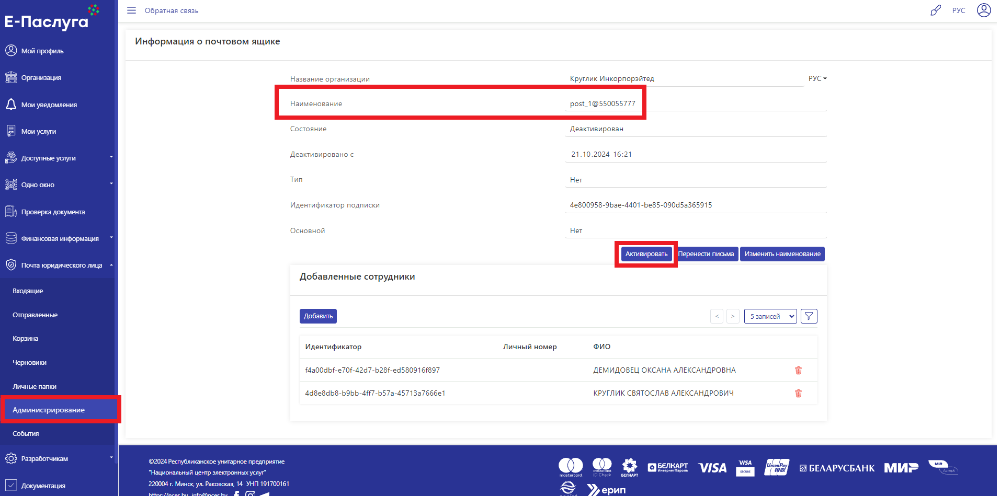 Е-Паслуга
Обратная связь
РУС
Мой профиль
Организация
Мои уведомления
Мои услуги
Доступные услуги
Одно окно
Проверка документа
Финансовая информация
Почта юридического лица
Входящие
Отправленные
Корзина
Черновики
Личные папки
Администрирование
События
Разработчикам
Документация
Информация о почтовом ящике
Название организации
Круглик Инкорпорэйтед
РУС
Наименование
post_1@550055777
Состояние
Деактивирован
Деактивировано с
21.10.2024 16:21
Тип
Нет
Идентификатор подписки
4e800958-9bae-4401-be85-090d5a365915
Основной
Нет
Активировать
Перенести письма
Изменить наименование
Добавленные сотрудники
Добавить
<
>
5 записей
Идентификатор Личный номер ФИО
f4a00dbf-e70f-42d7-b28f-ed580916f897 ДЕМИДОВЕЦ ОКСАНА АЛЕКСАНДРОВНА
4d8e8db8-b9bb-4ff7-b57a-45713a7666e1 КРУГЛИК СВЯТОСЛАВ АЛЕКСАНДРОВИЧ
©2024 Республиканское унитарное предприятие
"Национальный центр электронных услуг"
220004 г. Минск, ул. Раковская, 14 УНП 191700161
https://nces.by info@nces.by
mastercard
mastercard
ID Check
БЕЛКАРТ
БЕЛКАРТ
ИнтернетПароль
VISA
VISA
SECURE
UnionPay
银联
БЕЛАРУСБАНК
МИР
MIR
Accept
ерип